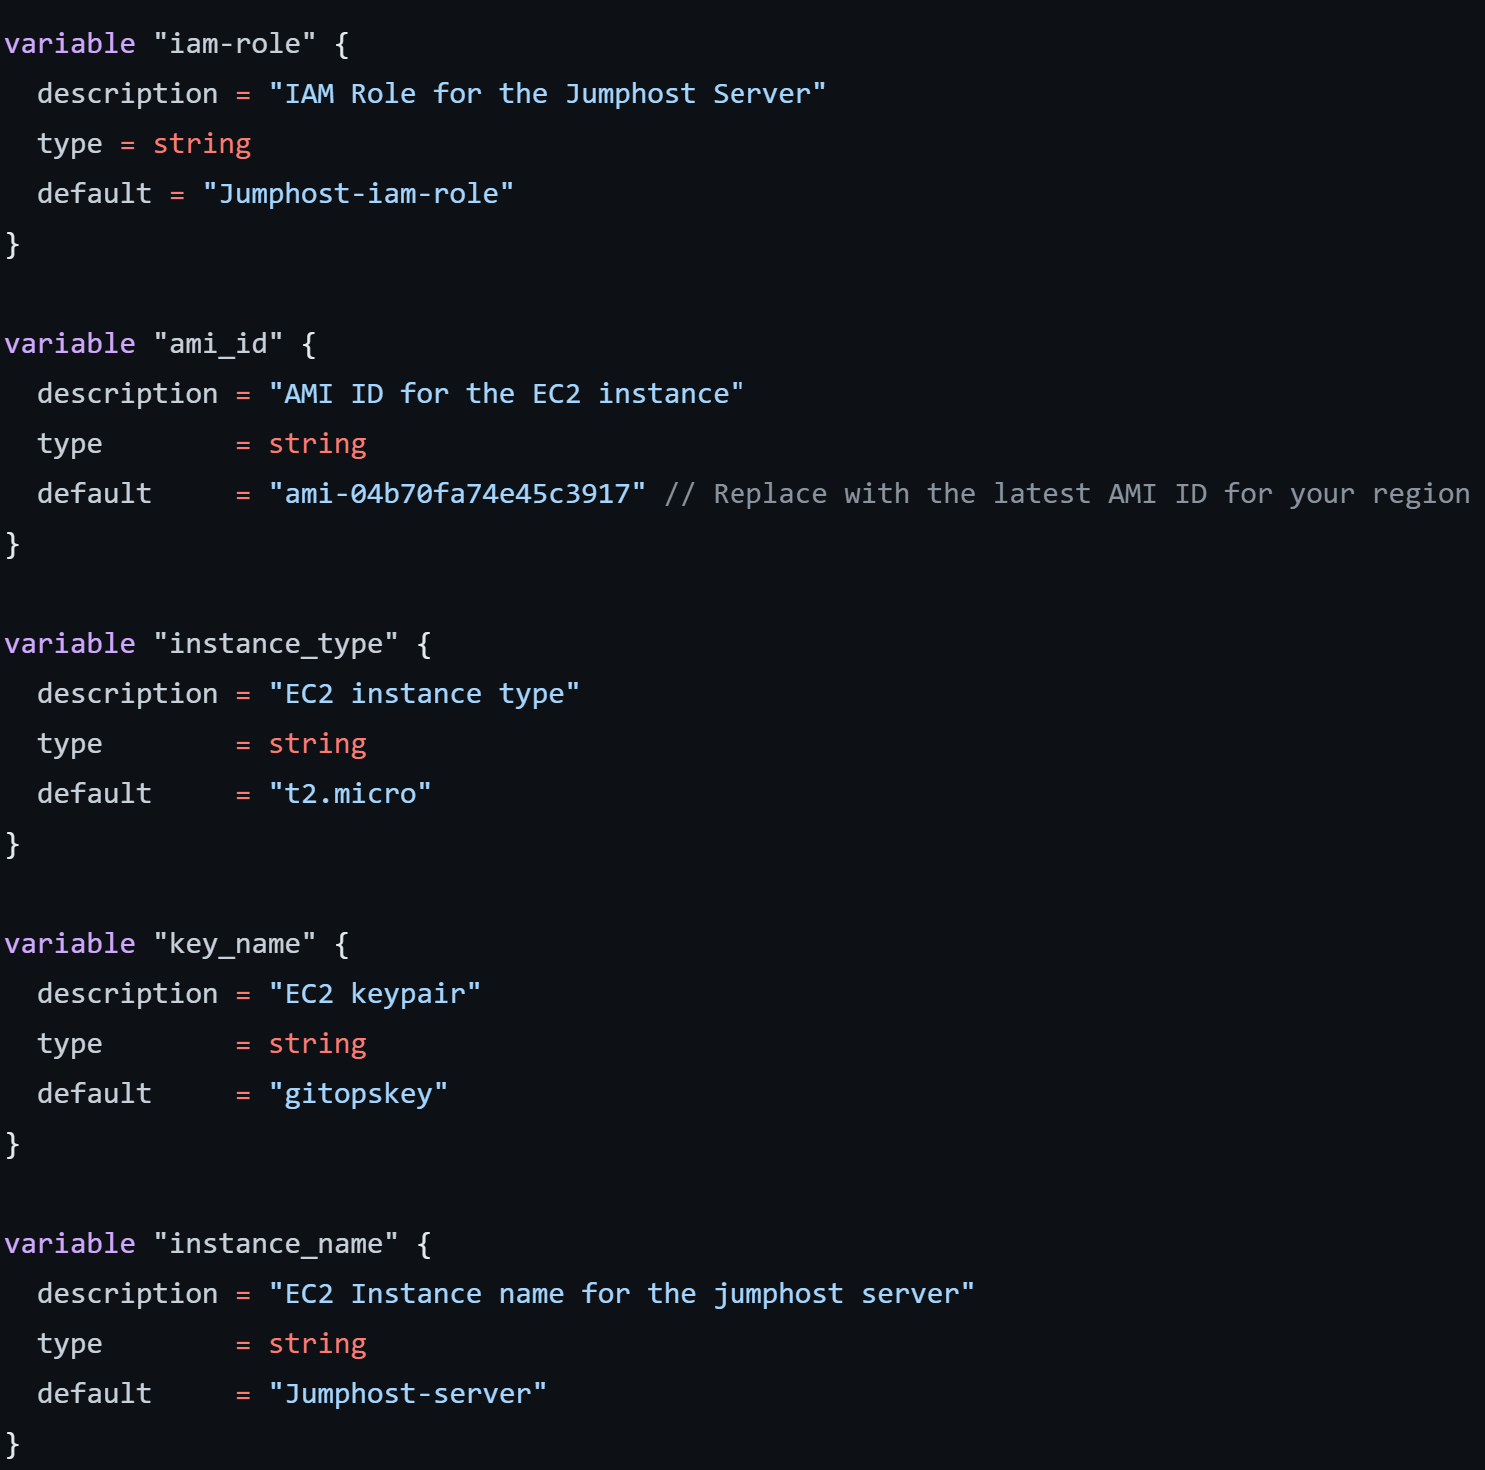 variable "iam-role" {
  description = "IAM Role for the Jumphost Server"
  type = string
  default = "Jumphost-iam-role"
}

variable "ami_id" {
  description = "AMI ID for the EC2 instance"
  type        = string
  default     = "ami-04b70fa74e45c3917" // Replace with the latest AMI ID for your region
}

variable "instance_type" {
  description = "EC2 instance type"
  type        = string
  default     = "t2.micro"
}

variable "key_name" {
  description = "EC2 keypair"
  type        = string
  default     = "gitopskey"
}

variable "instance_name" {
  description = "EC2 Instance name for the jumphost server"
  type        = string
  default     = "Jumphost-server"
}